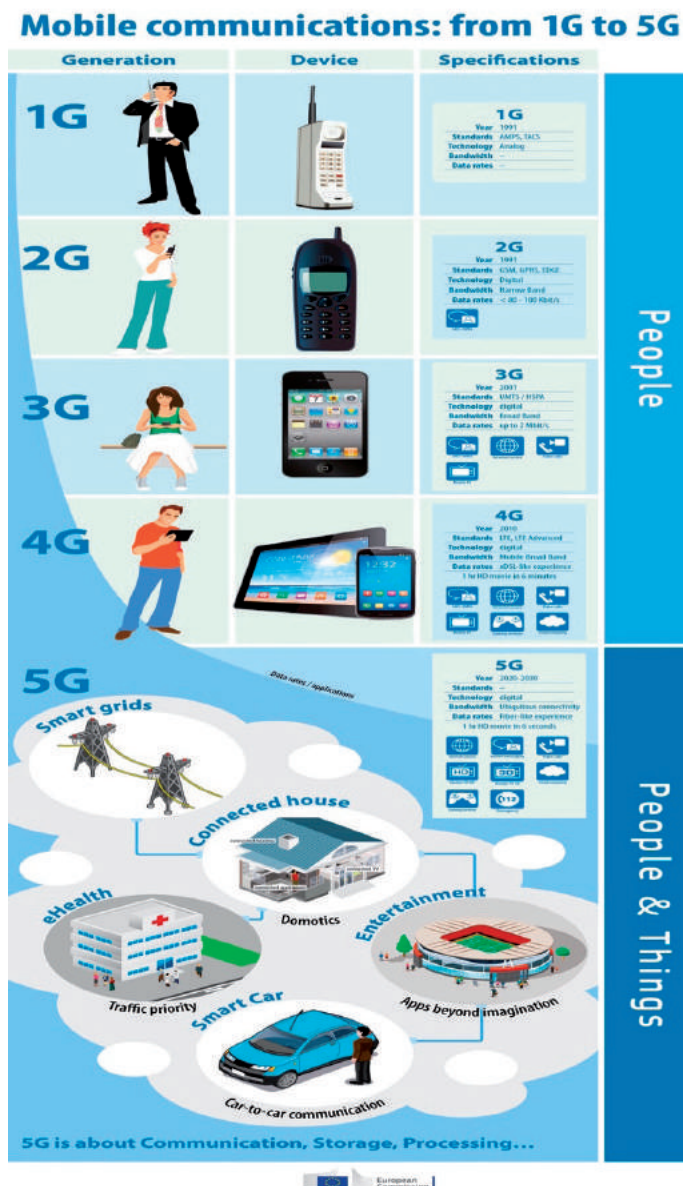 Mobile communications: from 1G to 5G
Generation Device Specifications
1G
1G
Year 1991
Standards AMPS, TACS
Technology Analog
Bandwidth –
Data rates –
2G
2G
Year 1991
Standards GSM, GPRS, EDGE
Technology Digital
Bandwidth Narrow Band
Data rates < 80 - 100 Kbit/s
People
3G
3G
Year 2001
Standards UMTS / HSPA
Technology digital
Bandwidth Broad Band
Data rates up to 2 Mbit/s
4G
4G
Year 2010
Standards LTE, LTE Advanced
Technology digital
Bandwidth Mobile Broad Band
Data rates xDSL-like experience
1 hr HD movie in 6 minutes
5G
Data rates / applications
5G
Year 2020-2030
Standards –
Technology digital
Bandwidth Ubiquitous connectivity
Data rates Fiber-like experience
1 hr HD movie in 6 seconds
HD
3D
112
People & Things
Smart grids
Connected house
Domotics
eHealth
Traffic priority
Entertainment
Apps beyond imagination
Smart Car
Car-to-car communication
5G is about Communication, Storage, Processing...
European